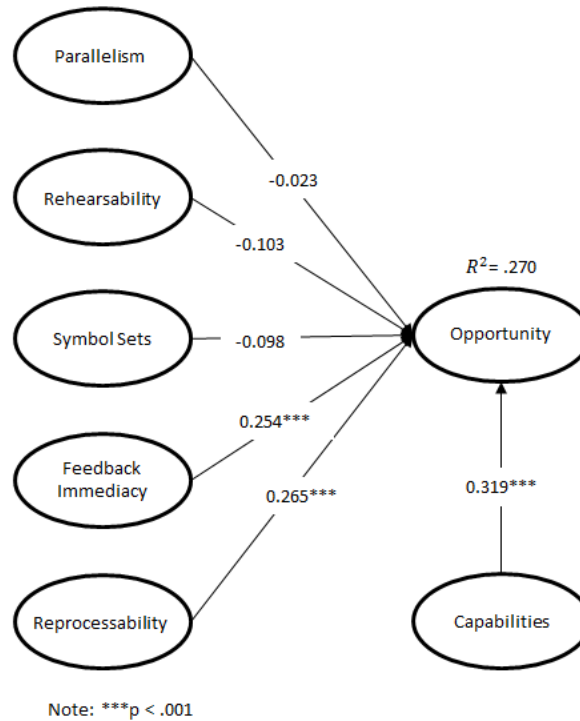 Parallelism
-0.023
Rehearsability
-0.103
R²= .270
Symbol Sets
-0.098
Opportunity
0.254***
Feedback
Immediacy
0.265***
0.319***
Reprocessability
Capabilities
Note: ***p < .001